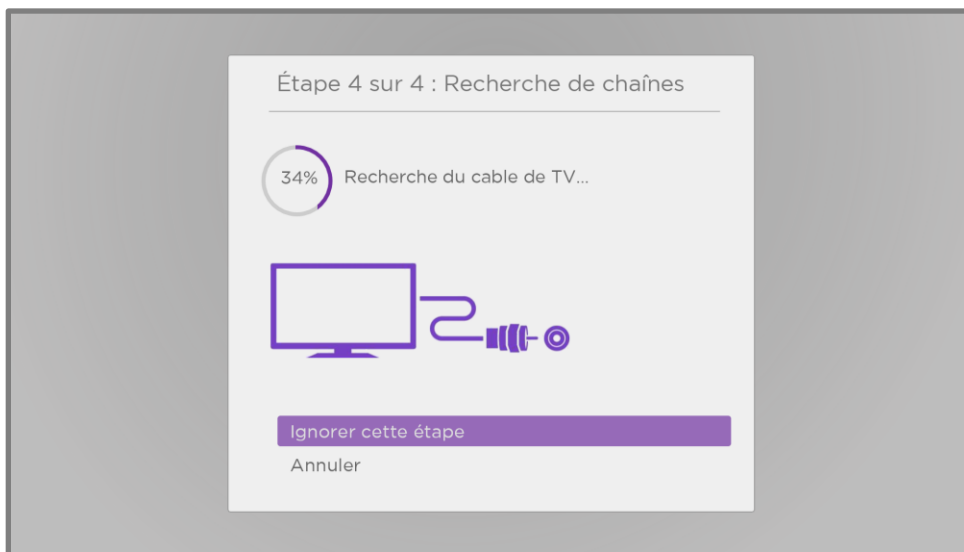 Étape 4 sur 4 : Recherche de chaînes
34%
Recherche du cable de TV...
Ignorer cette étape
Annuler